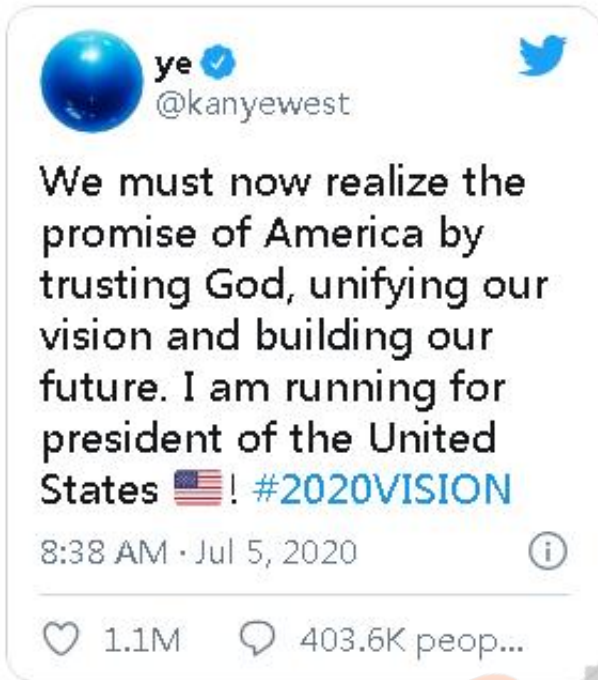 ye
@kanyewest
We must now realize the
promise of America by
trusting God, unifying our
vision and building our
future. I am running for
president of the United
States 🇺🇸! #2020VISION
8:38 AM · Jul 5, 2020
1.1M 403.6K peop...